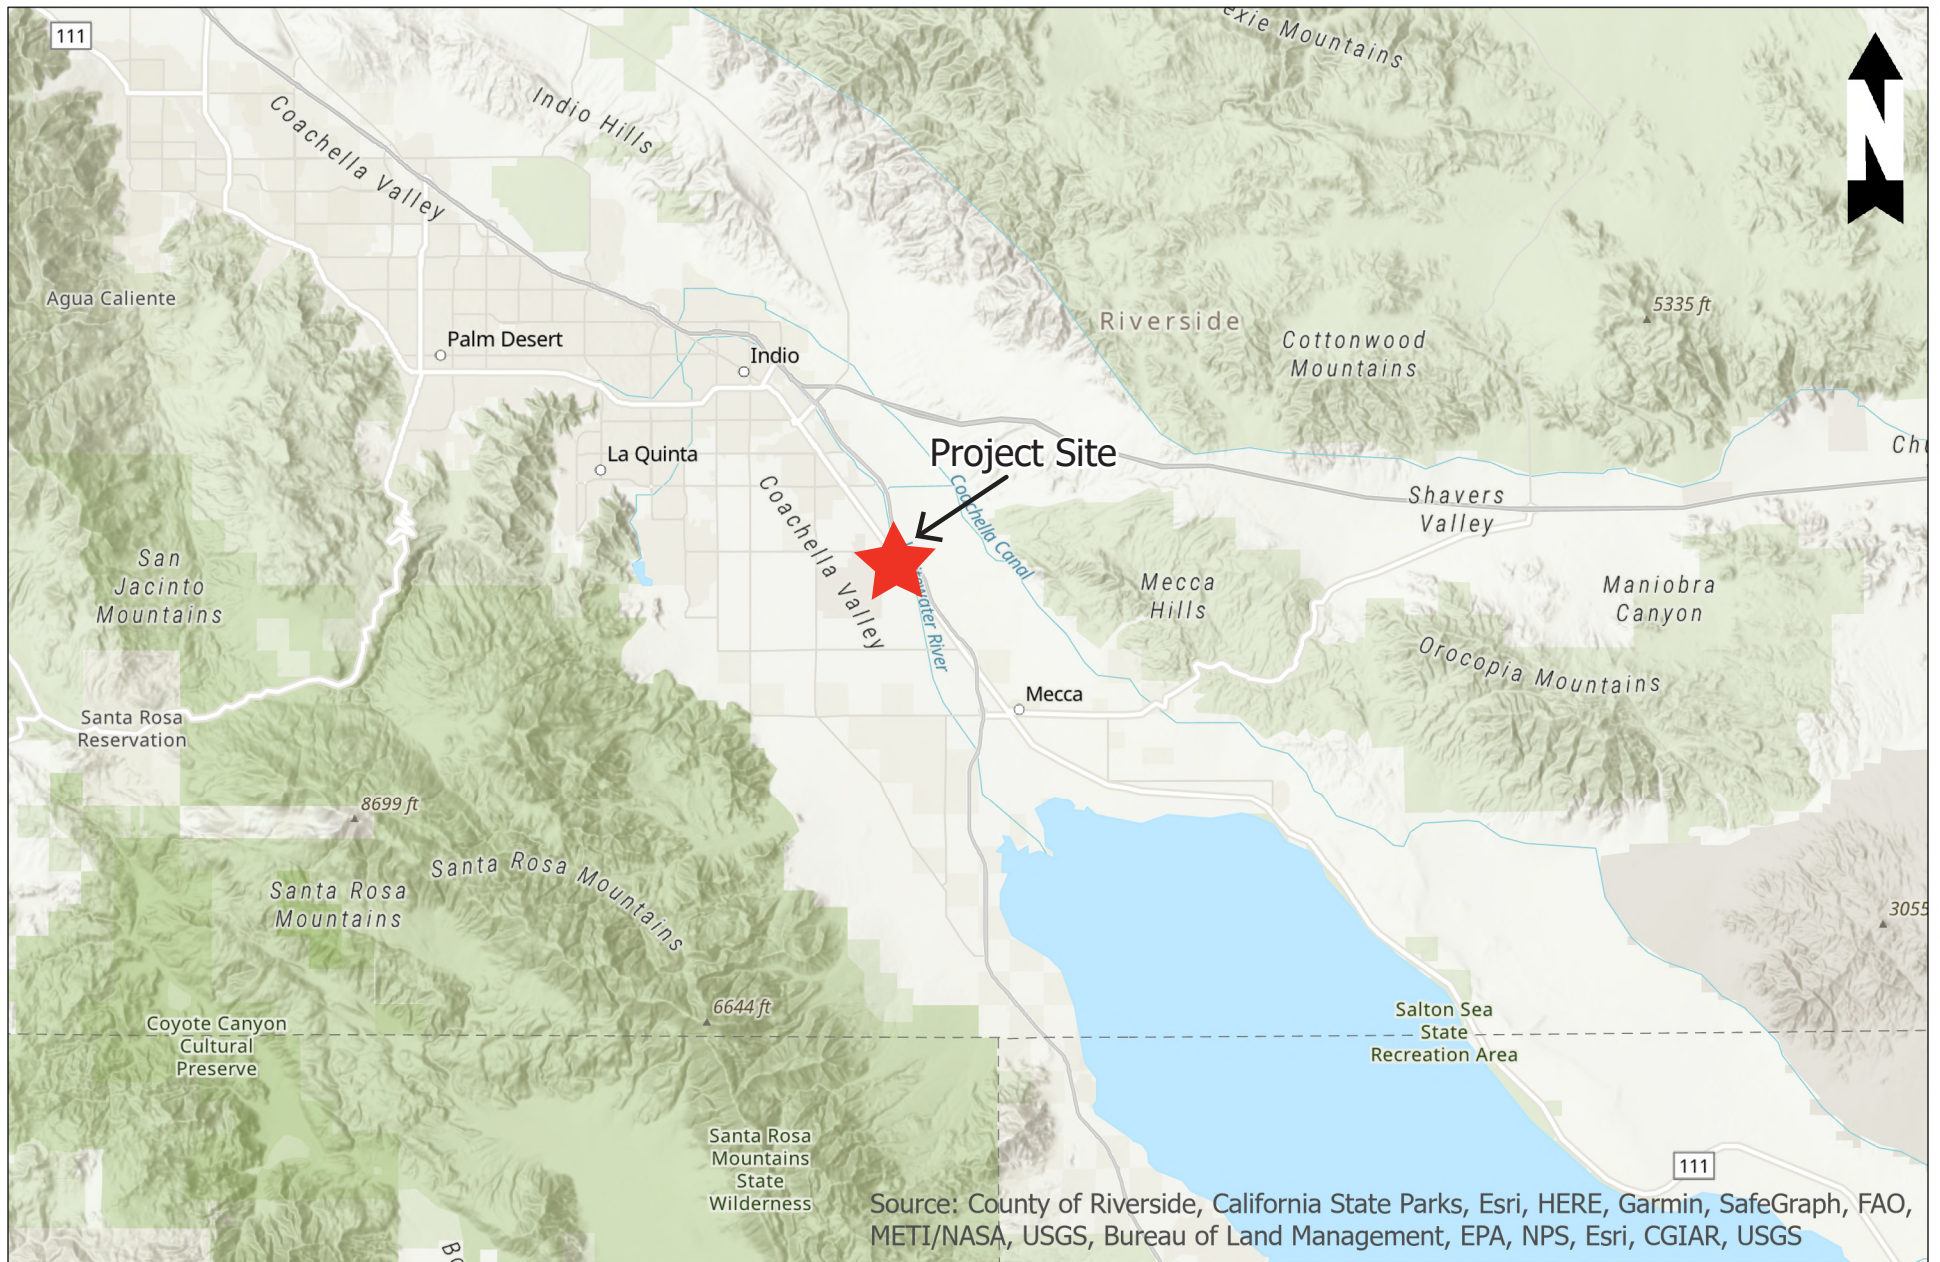 111
exie Mountains
N
Indio Hills
Coachella Valley
Agua Caliente
5335 ft
Riverside
Cottonwood
Mountains
Palm Desert
Indio
Project Site
Chu
La Quinta
Coachella Canal
Shavers
Valley
Coachella Valley
San
Jacinto
Mountains
Mecca
Hills
Maniobra
Canyon
itewater River
Orocopia Mountains
Mecca
Santa Rosa
Reservation
8699 ft
Santa Rosa Mountains
Santa Rosa
Mountains
3055
6644 ft
Salton Sea
State
Recreation Area
Coyote Canyon
Cultural
Preserve
Santa Rosa
Mountains
State
Wilderness
111
Source: County of Riverside, California State Parks, Esri, HERE, Garmin, SafeGraph, FAO,
METI/NASA, USGS, Bureau of Land Management, EPA, NPS, Esri, CGIAR, USGS